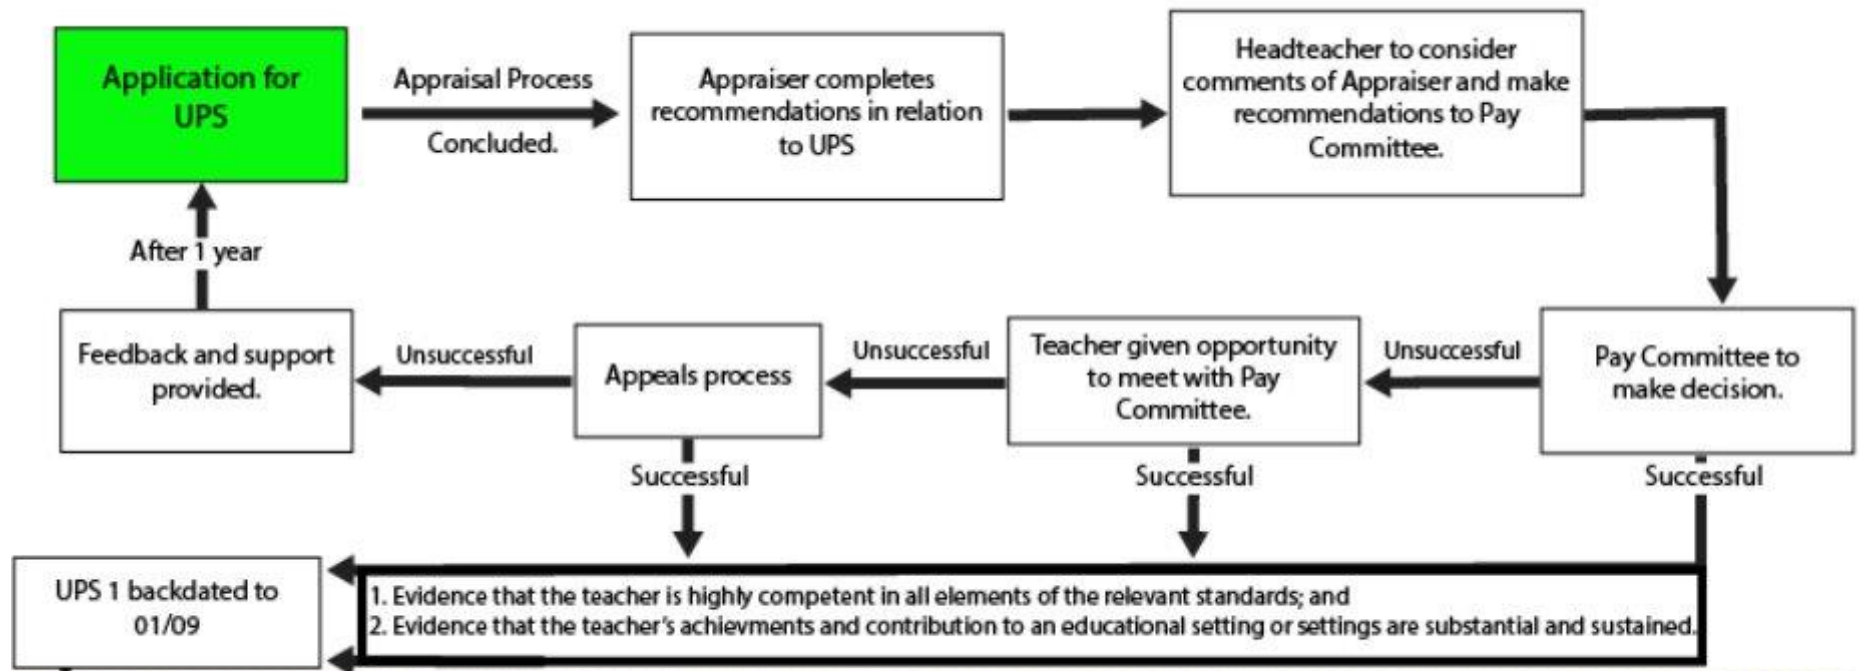 Application for
UPS
Appraisal Process
Concluded.
Appraiser completes
recommendations in relation
to UPS
Headteacher to consider
comments of Appraiser and make
recommendations to Pay
Committee.
After 1 year
Feedback and support
provided.
Unsuccessful
Appeals process
Unsuccessful
Teacher given opportunity
to meet with Pay
Committee.
Unsuccessful
Pay Committee to
make decision.
Successful
Successful
Successful
UPS 1 backdated to
01/09
1. Evidence that the teacher is highly competent in all elements of the relevant standards; and
2. Evidence that the teacher's achievments and contribution to an educational setting or settings are substantial and sustained.